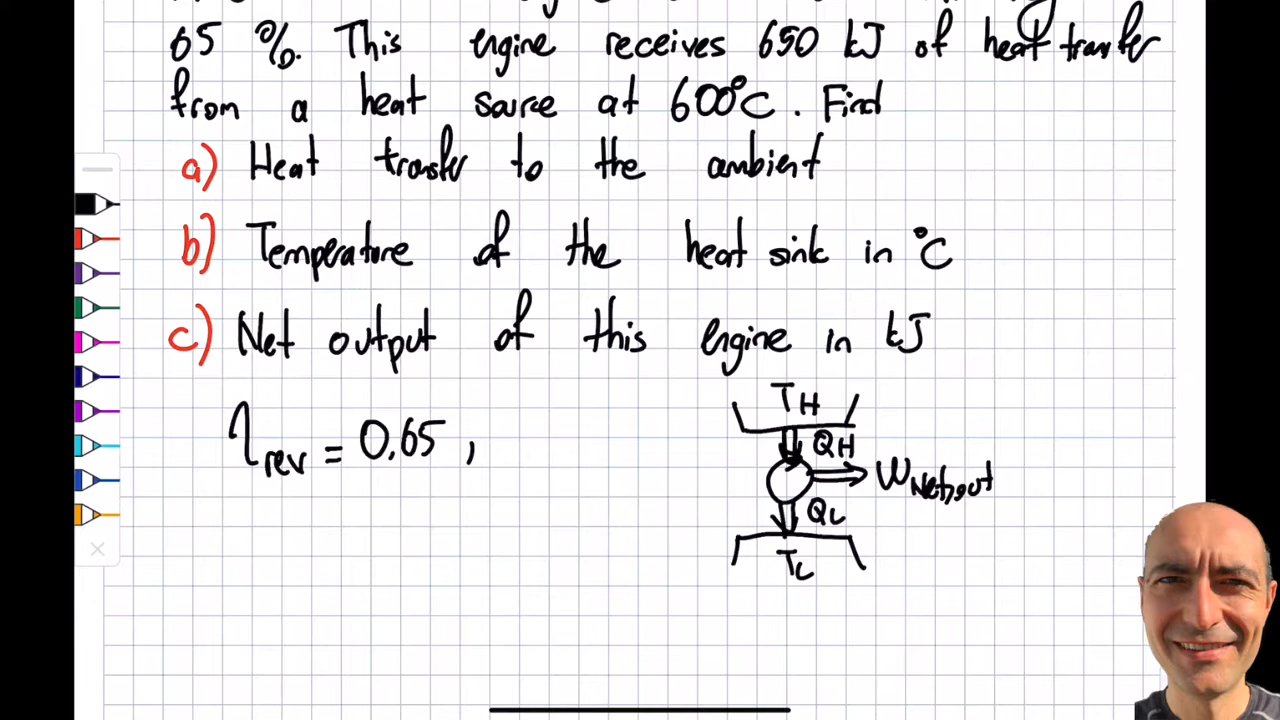 65 %. This engine receives 650 kJ of heat transfer
from a heat source at 600°C. Find
a) Heat transfer to the ambient
b) Temperature of the heat sink in °C
c) Net output of this engine in kJ
TH
ηrev = 0.65 ,
QH
WNet,out
QL
TL